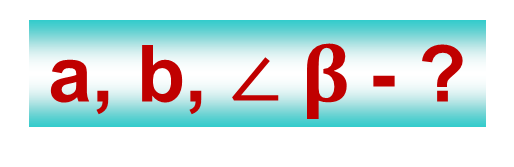 a, b, ∠ β - ?